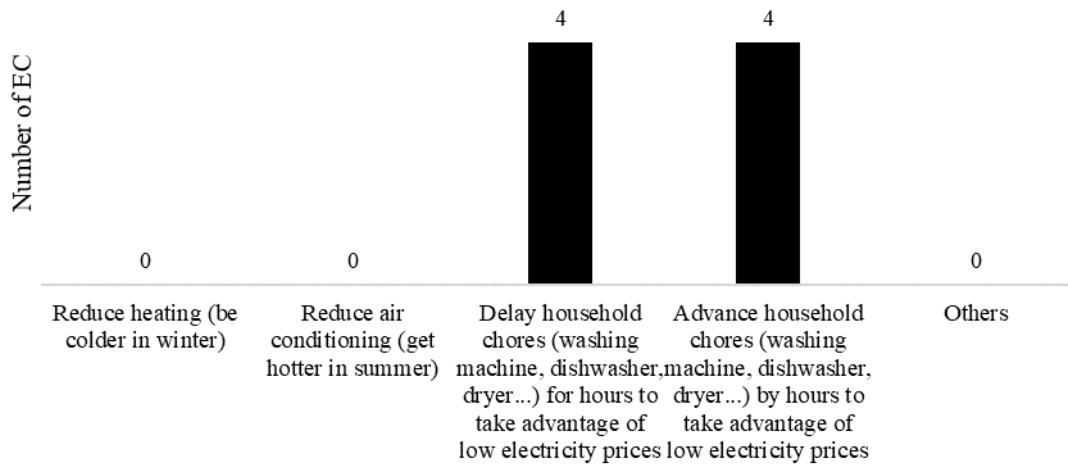 Number of EC
4
4
0
0
0
Reduce heating (be
colder in winter)
Reduce air
conditioning (get
hotter in summer)
Delay household
chores (washing
machine, dishwasher,
dryer...) for hours to
take advantage of
low electricity prices
Advance household
chores (washing
machine, dishwasher,
dryer...) by hours to
take advantage of
low electricity prices
Others